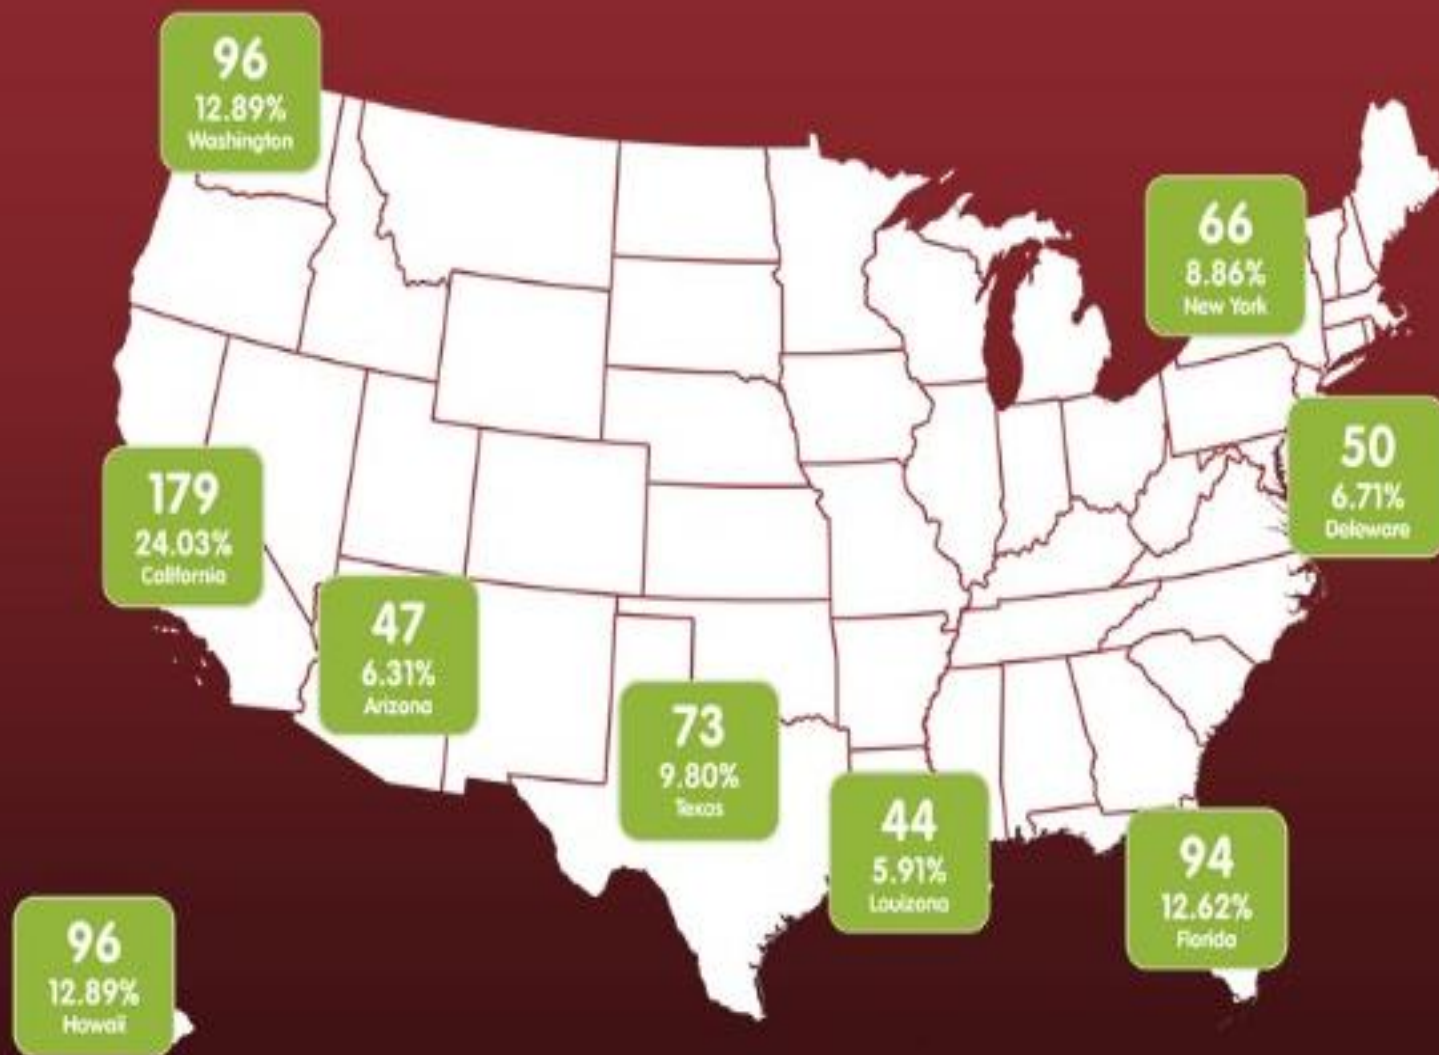 96
12.89%
Washington
66
8.86%
New York
50
6.71%
Deleware
179
24.03%
California
47
6.31%
Arizona
73
9.80%
Texas
44
5.91%
Louizana
94
12.62%
Florida
96
12.89%
Hawaii